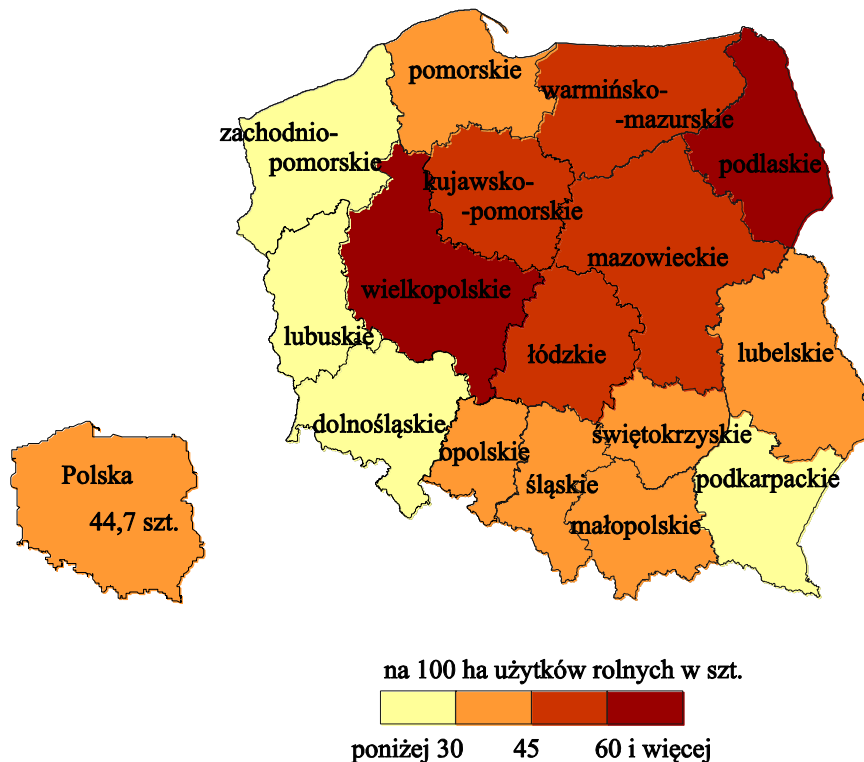 pomorskie
warmińsko-
-mazurskie
zachodnio-
pomorskie
podlaskie
kujawsko-
-pomorskie
mazowieckie
wielkopolskie
lubuskie
łódzkie
lubelskie
dolnośląskie
opolskie
świętokrzyskie
śląskie
podkarpackie
małopolskie
Polska
44,7 szt.
na 100 ha użytków rolnych w szt.
poniżej 30 45 60 i więcej